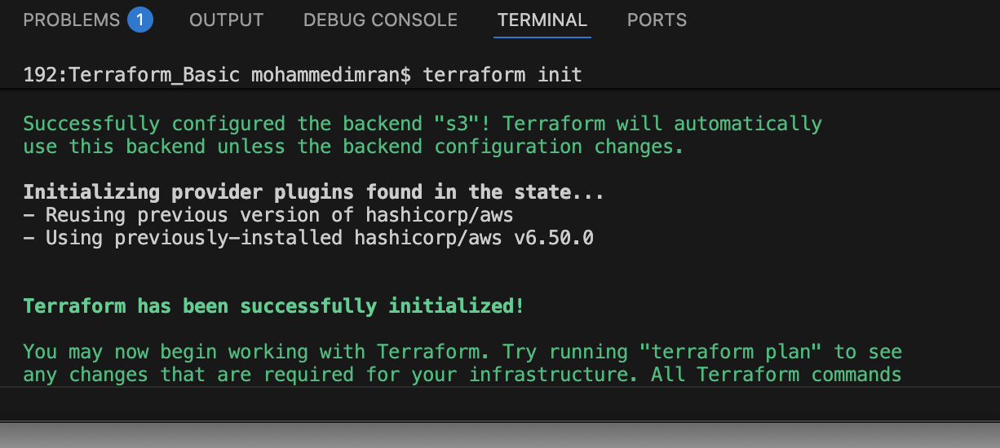 PROBLEMS 1 OUTPUT DEBUG CONSOLE TERMINAL PORTS
192:Terraform_Basic mohammedimran$ terraform init
Successfully configured the backend "s3"! Terraform will automatically
use this backend unless the backend configuration changes.
Initializing provider plugins found in the state...
- Reusing previous version of hashicorp/aws
- Using previously-installed hashicorp/aws v6.50.0
Terraform has been successfully initialized!
You may now begin working with Terraform. Try running "terraform plan" to see
any changes that are required for your infrastructure. All Terraform commands